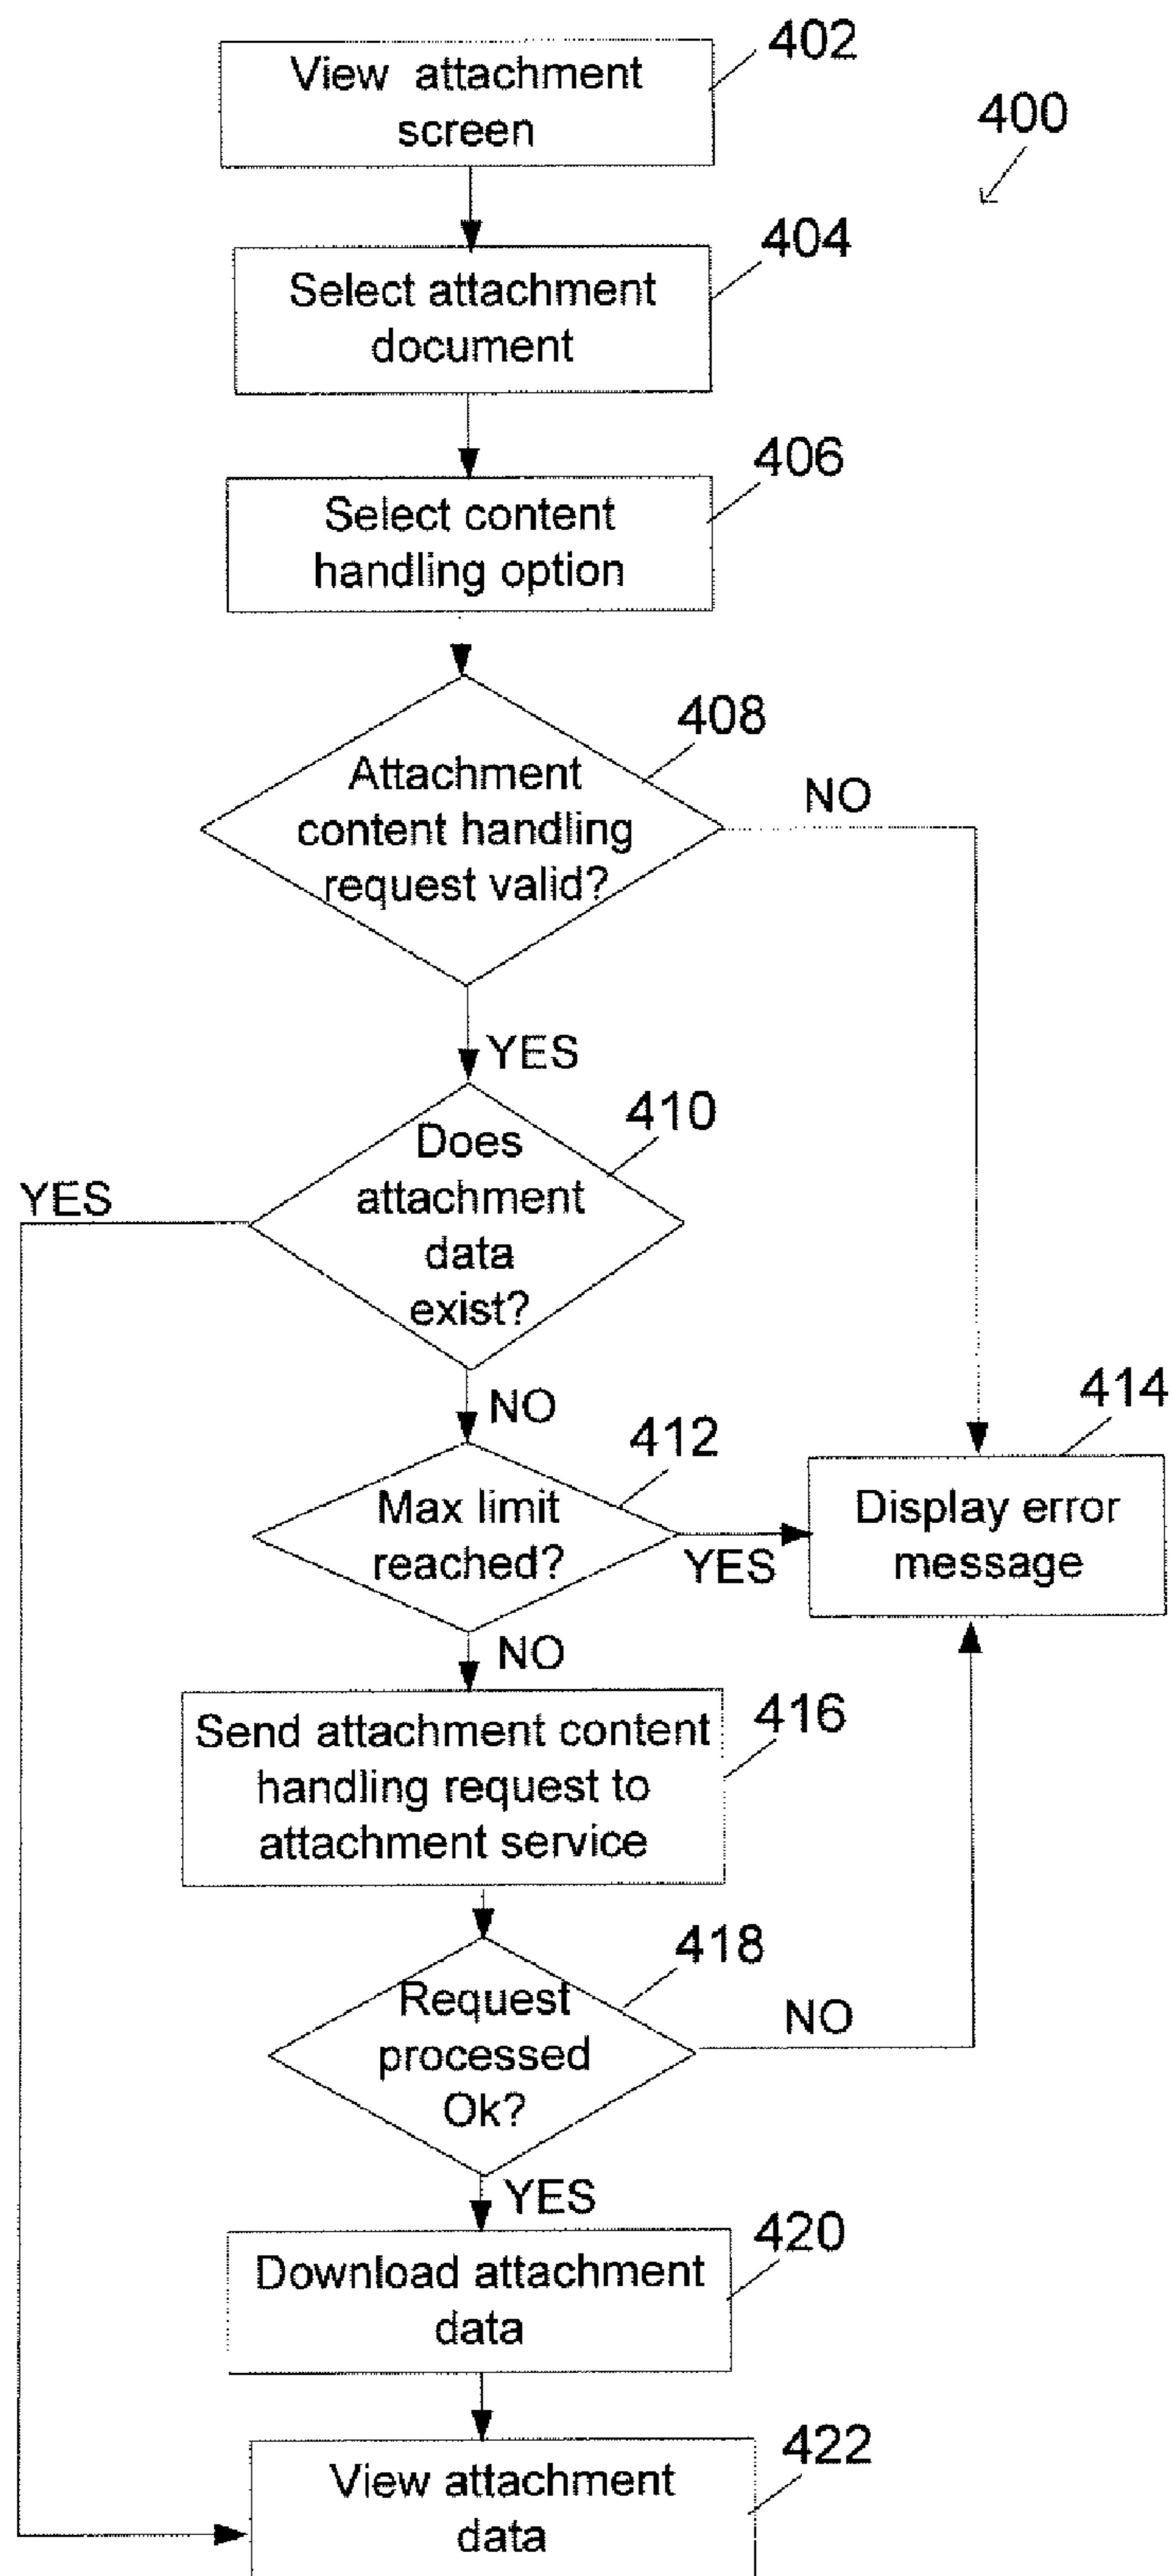 402
View attachment
screen
400
404
Select attachment
document
406
Select content
handling option
408
Attachment
content handling
request valid?
NO
YES
410
Does
attachment
data
exist?
YES
NO
412
Max limit
reached?
YES
414
Display error
message
NO
416
Send attachment content
handling request to
attachment service
418
Request
processed
Ok?
NO
YES
420
Download attachment
data
422
View attachment
data